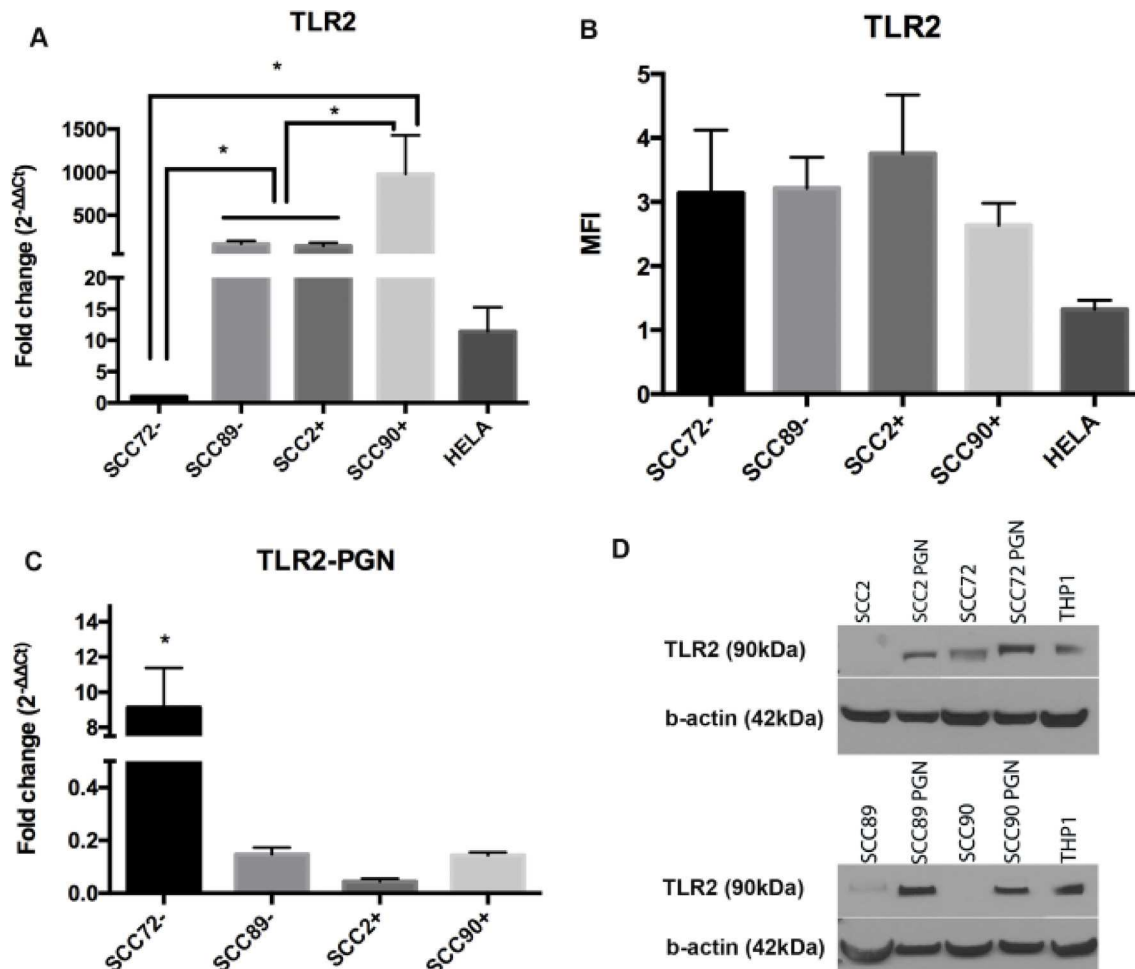 A
TLR2
Fold change (2-ΔΔCt)
1500
1000
500
20
15
10
5
0
*
*
*
SCC72-
SCC89-
SCC2+
SCC90+
HELA
B
TLR2
MFI
5
4
3
2
1
0
SCC72-
SCC89-
SCC2+
SCC90+
HELA
C
TLR2-PGN
Fold change (2-ΔΔCt)
14
12
10
8
0.4
0.2
0.0
*
SCC72-
SCC89-
SCC2+
SCC90+
D
SCC2
SCC2 PGN
SCC72
SCC72 PGN
THP1
TLR2 (90kDa)
b-actin (42kDa)
SCC89
SCC89 PGN
SCC90
SCC90 PGN
THP1
TLR2 (90kDa)
b-actin (42kDa)